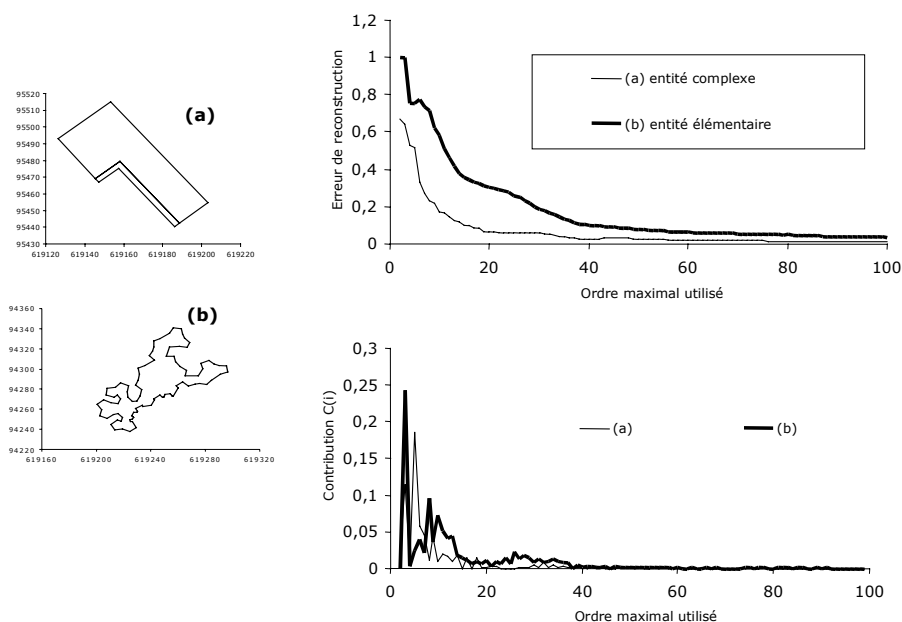 (a)
95520
95510
95500
95490
95480
95470
95460
95450
95440
95430
619120 619140 619160 619180 619200 619220
(b)
94360
94340
94320
94300
94280
94260
94240
94220
619160 619200 619240 619280 619320
Erreur de reconstruction
1,2
1
0,8
0,6
0,4
0,2
0
(a) entité complexe
(b) entité élémentaire
0 20 40 60 80 100
Ordre maximal utilisé
Contribution C(i)
0,3
0,25
0,2
0,15
0,1
0,05
0
(a) (b)
0 20 40 60 80 100
Ordre maximal utilisé